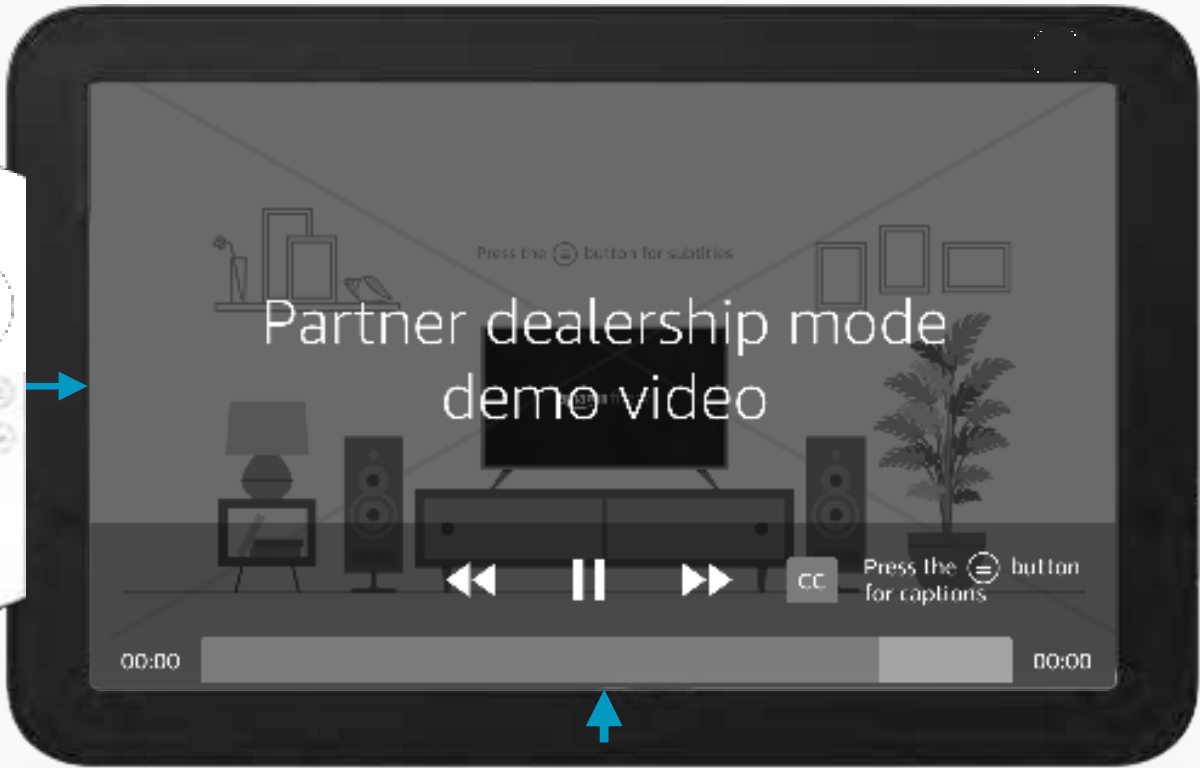 Press the button for subtitles
Partner dealership mode
demo video
CC
Press the button
for captions
00:00
00:00